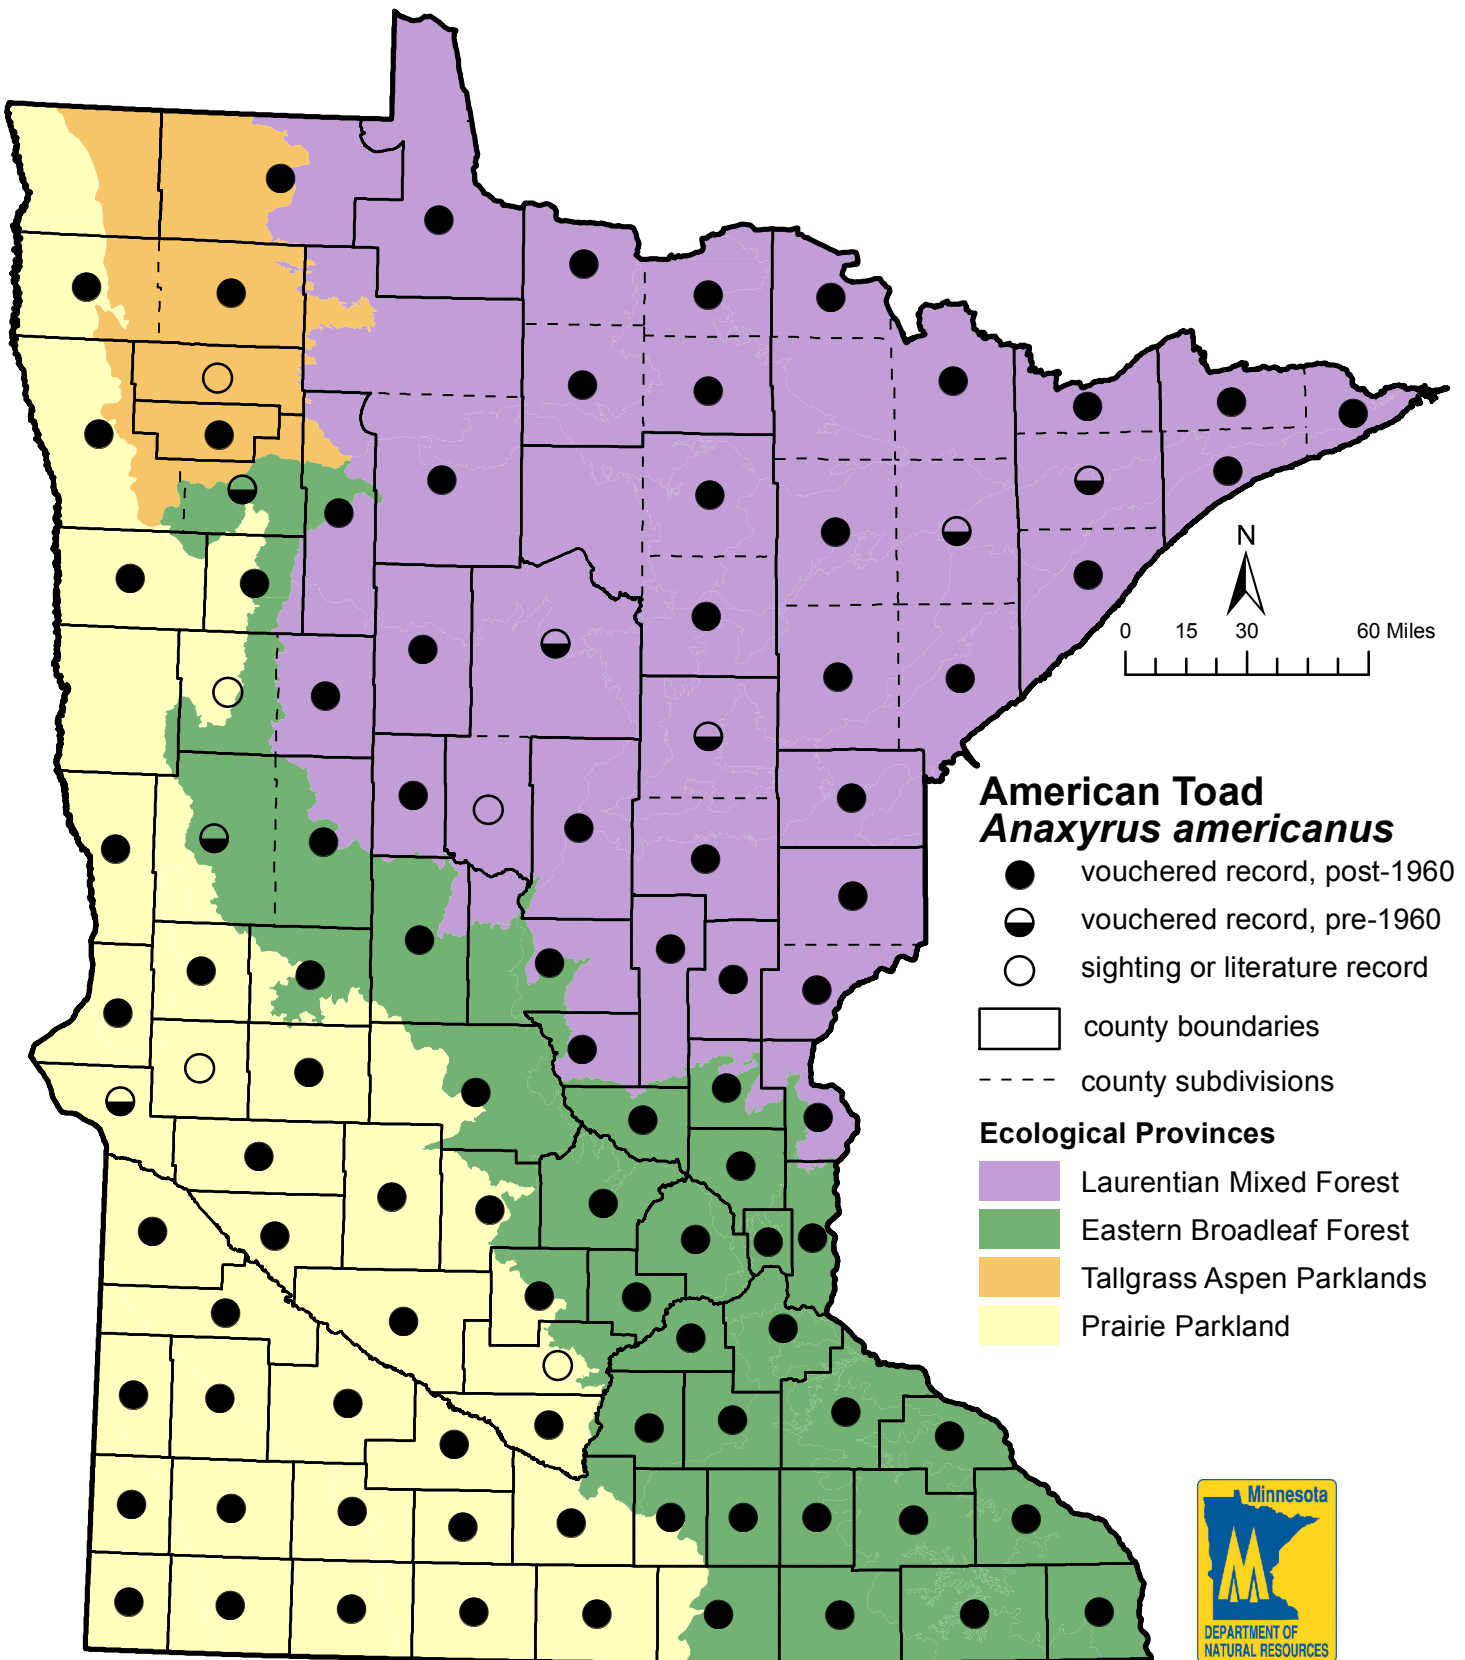 N
0 15 30 60 Miles
American Toad
Anaxyrus americanus
vouchered record, post-1960
vouchered record, pre-1960
sighting or literature record
county boundaries
county subdivisions
Ecological Provinces
Laurentian Mixed Forest
Eastern Broadleaf Forest
Tallgrass Aspen Parklands
Prairie Parkland
Minnesota
DEPARTMENT OF
NATURAL RESOURCES